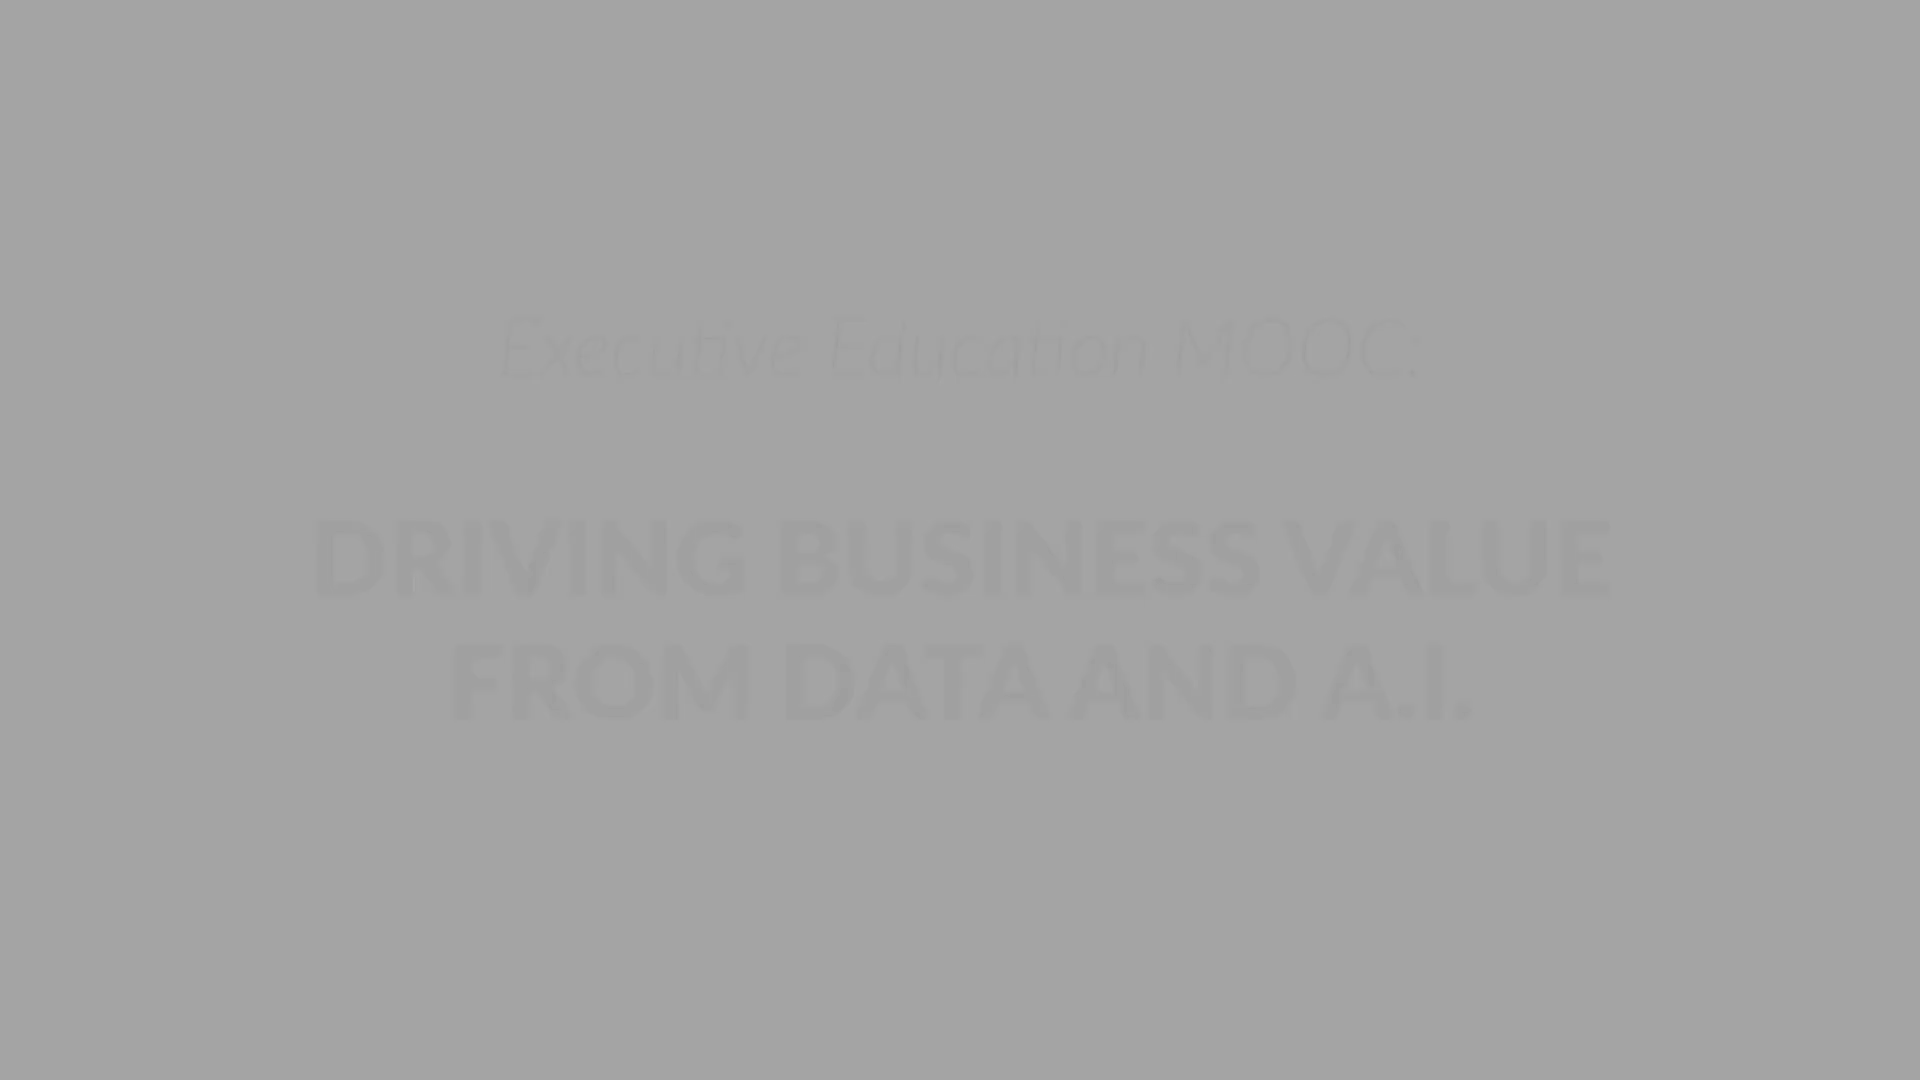 Executive Education MOOC:
DRIVING BUSINESS VALUE
FROM DATA AND A.I.